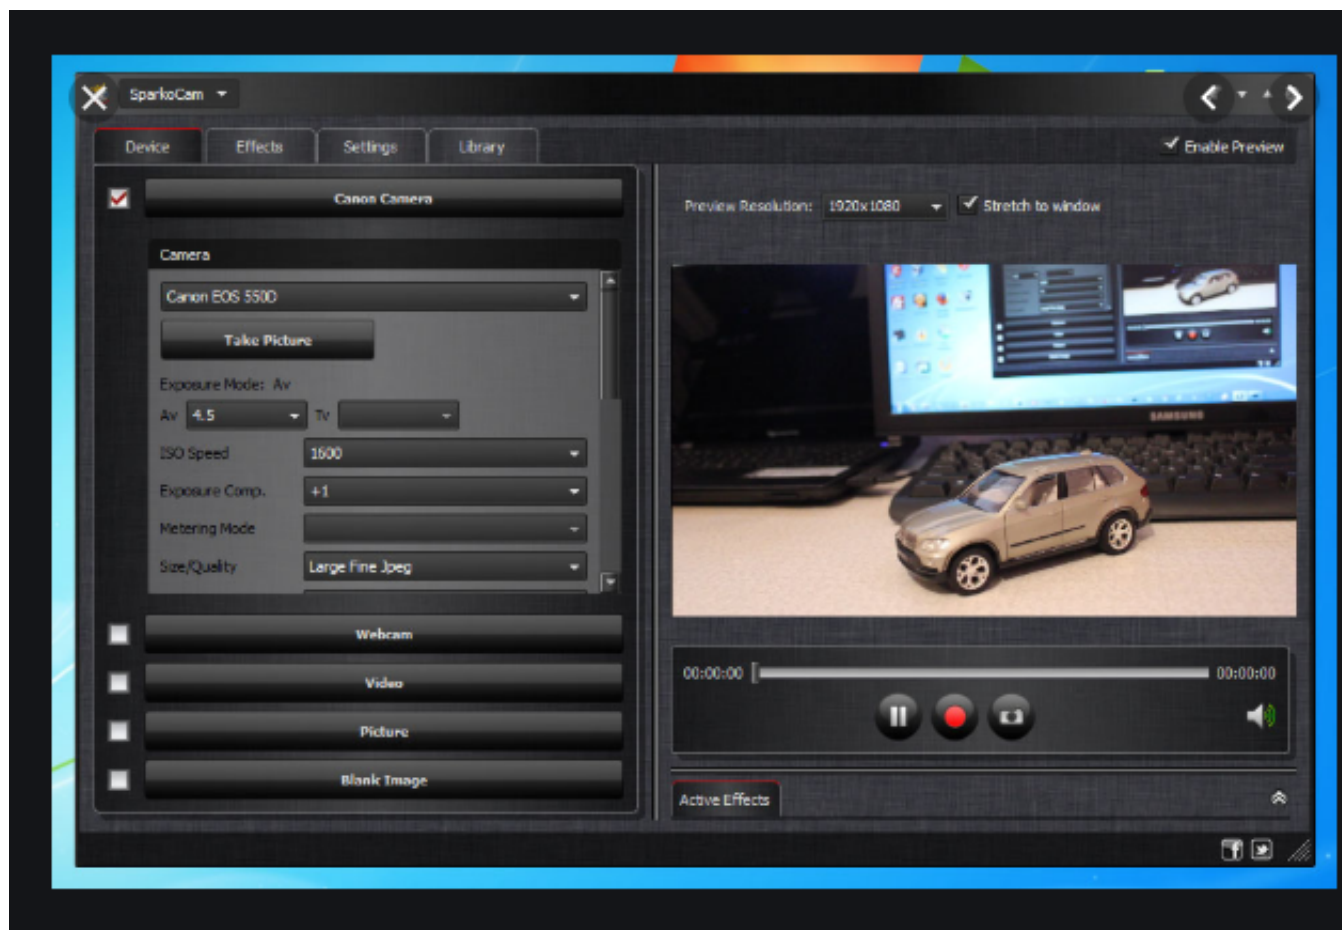 SparkoCam
Device Effects Settings Library
Enable Preview
Canon Camera
Preview Resolution: 1920x1080 Stretch to window
Camera
Canon EOS 550D
Take Picture
Exposure Mode: Av
Av 4.5 Tv
ISO Speed 1600
Exposure Comp. +1
Metering Mode
Size/Quality Large Fine Jpeg
SAMSUNG
Webcam
Video
Picture
Blank Image
00:00:00 00:00:00
Active Effects